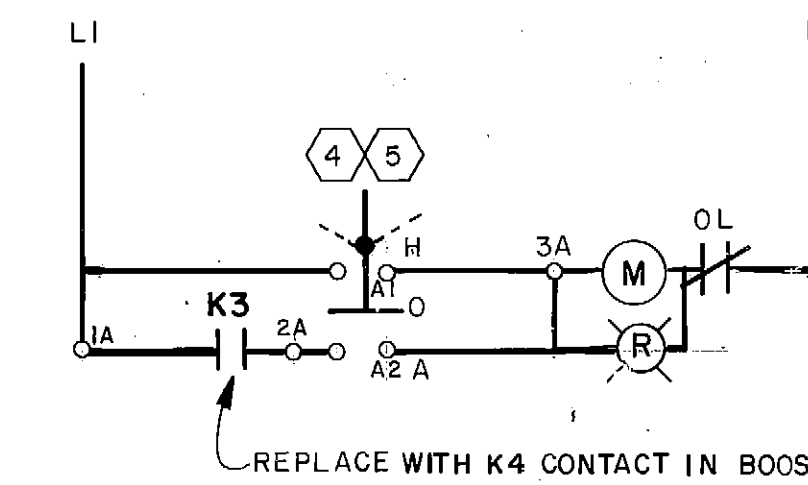 L1
4 5
OL
H
3A
M
A1
K3
O
1A
2A
R
A2 A
REPLACE WITH K4 CONTACT IN BOOS